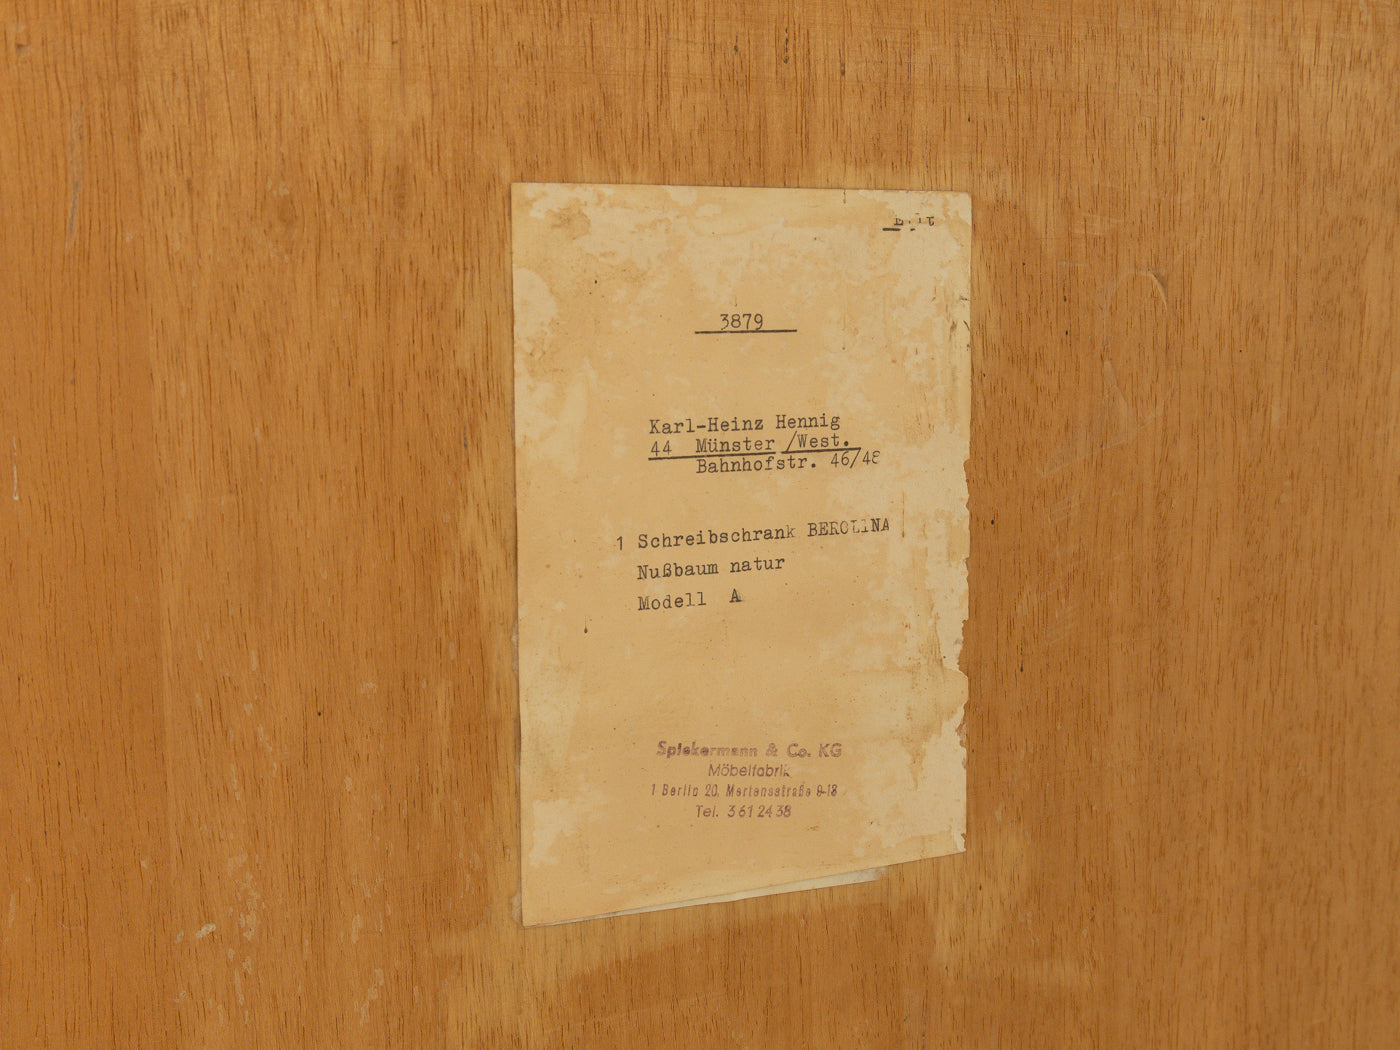 3879
Karl-Heinz Hennig
44 Münster /West.
Bahnhofstr. 46/48
1 Schreibschrank BEROLINA
Nußbaum natur
Modell A
Spiekermann & Co. KG
Möbelfabrik
1 Berlin 20, Mertensstraße 8-18
Tel. 3 61 24 38